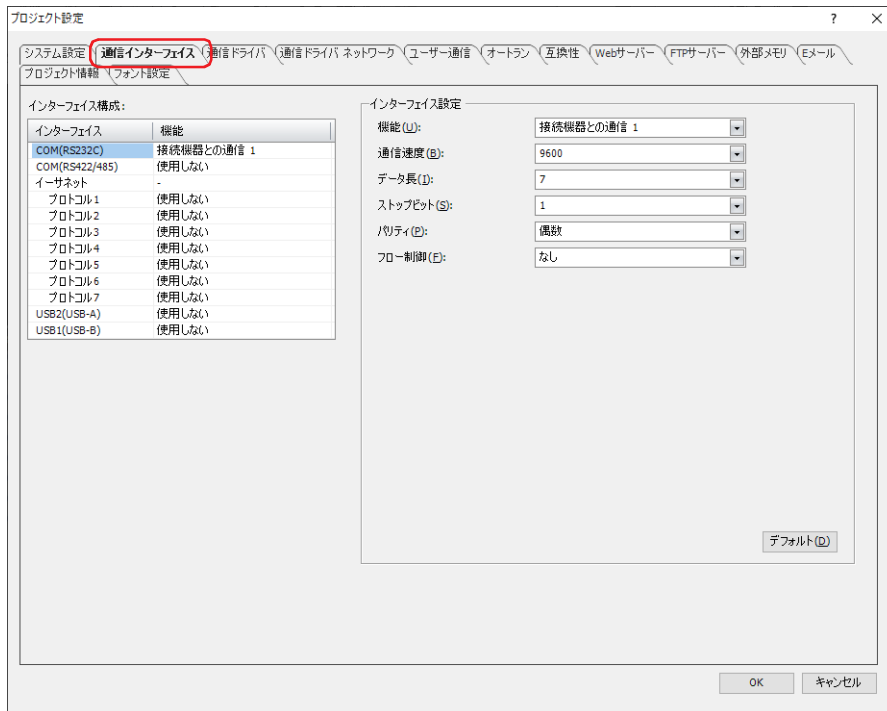 プロジェクト設定 ? ×
システム設定 通信インターフェイス 通信ドライバ 通信ドライバ ネットワーク ユーザー通信 オートラン 互換性 Webサーバー FTPサーバー 外部メモリ Eメール
プロジェクト情報 フォント設定
インターフェイス構成:
インターフェイス 機能
COM(RS232C) 接続機器との通信 1
COM(RS422/485) 使用しない
イーサネット -
プロトコル1 使用しない
プロトコル2 使用しない
プロトコル3 使用しない
プロトコル4 使用しない
プロトコル5 使用しない
プロトコル6 使用しない
プロトコル7 使用しない
USB2(USB-A) 使用しない
USB1(USB-B) 使用しない
インターフェイス設定
機能(U): 接続機器との通信 1
通信速度(B): 9600
データ長(I): 7
ストップビット(S): 1
パリティ(P): 偶数
フロー制御(F): なし
デフォルト(D)
OK キャンセル